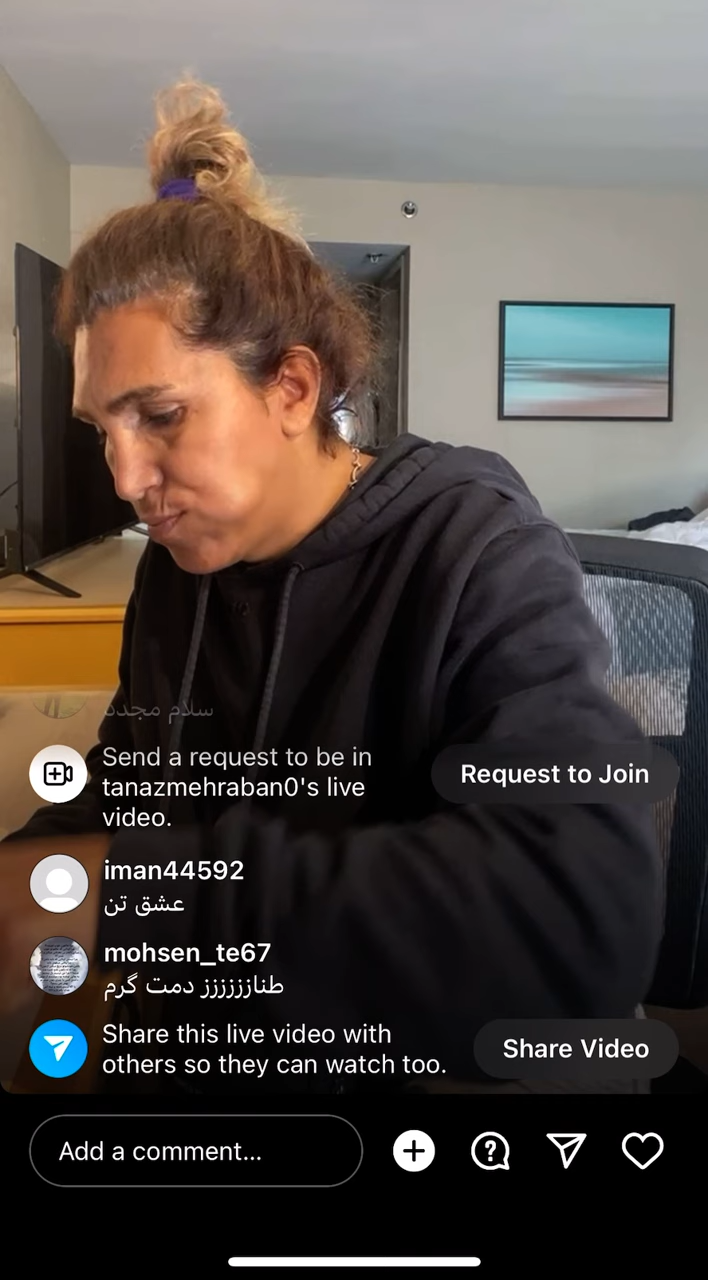 سلام مجدد
Send a request to be in
tanazmehraban0's live
video.
Request to Join
iman44592
عشق تن
mohsen_te67
طنازززززز دمت گرم
Share this live video with
others so they can watch too.
Share Video
Add a comment...